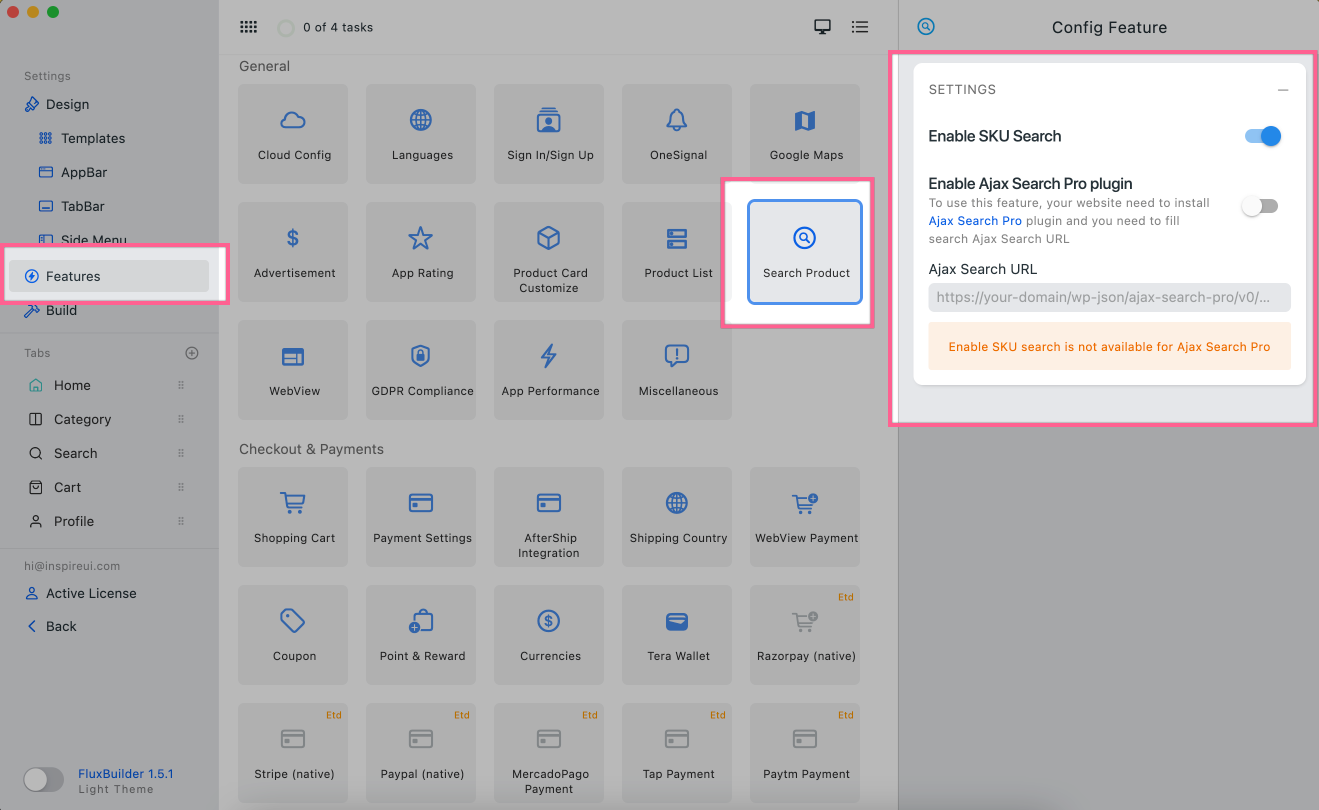 Settings
Design
Templates
AppBar
TabBar
Side Menu
Features
Build
Tabs
Home
Category
Search
Cart
Profile
hi@inspireui.com
Active License
Back
FluxBuilder 1.5.1
Light Theme
0 of 4 tasks
General
Cloud Config
Languages
Sign In/Sign Up
OneSignal
Google Maps
$
Advertisement
App Rating
Product Card
Customize
Product List
Search Product
WebView
GDPR Compliance
App Performance
Miscellaneous
Checkout & Payments
Shopping Cart
Payment Settings
AfterShip
Integration
Shipping Country
WebView Payment
Coupon
Point & Reward
$
Currencies
Tera Wallet
Etd
Razorpay (native)
Etd
Stripe (native)
Etd
Paypal (native)
Etd
MercadoPago
Payment
Etd
Tap Payment
Etd
Paytm Payment
Config Feature
SETTINGS
Enable SKU Search
Enable Ajax Search Pro plugin
To use this feature, your website need to install
Ajax Search Pro plugin and you need to fill
search Ajax Search URL
Ajax Search URL
https://your-domain/wp-json/ajax-search-pro/v0/...
Enable SKU search is not available for Ajax Search Pro